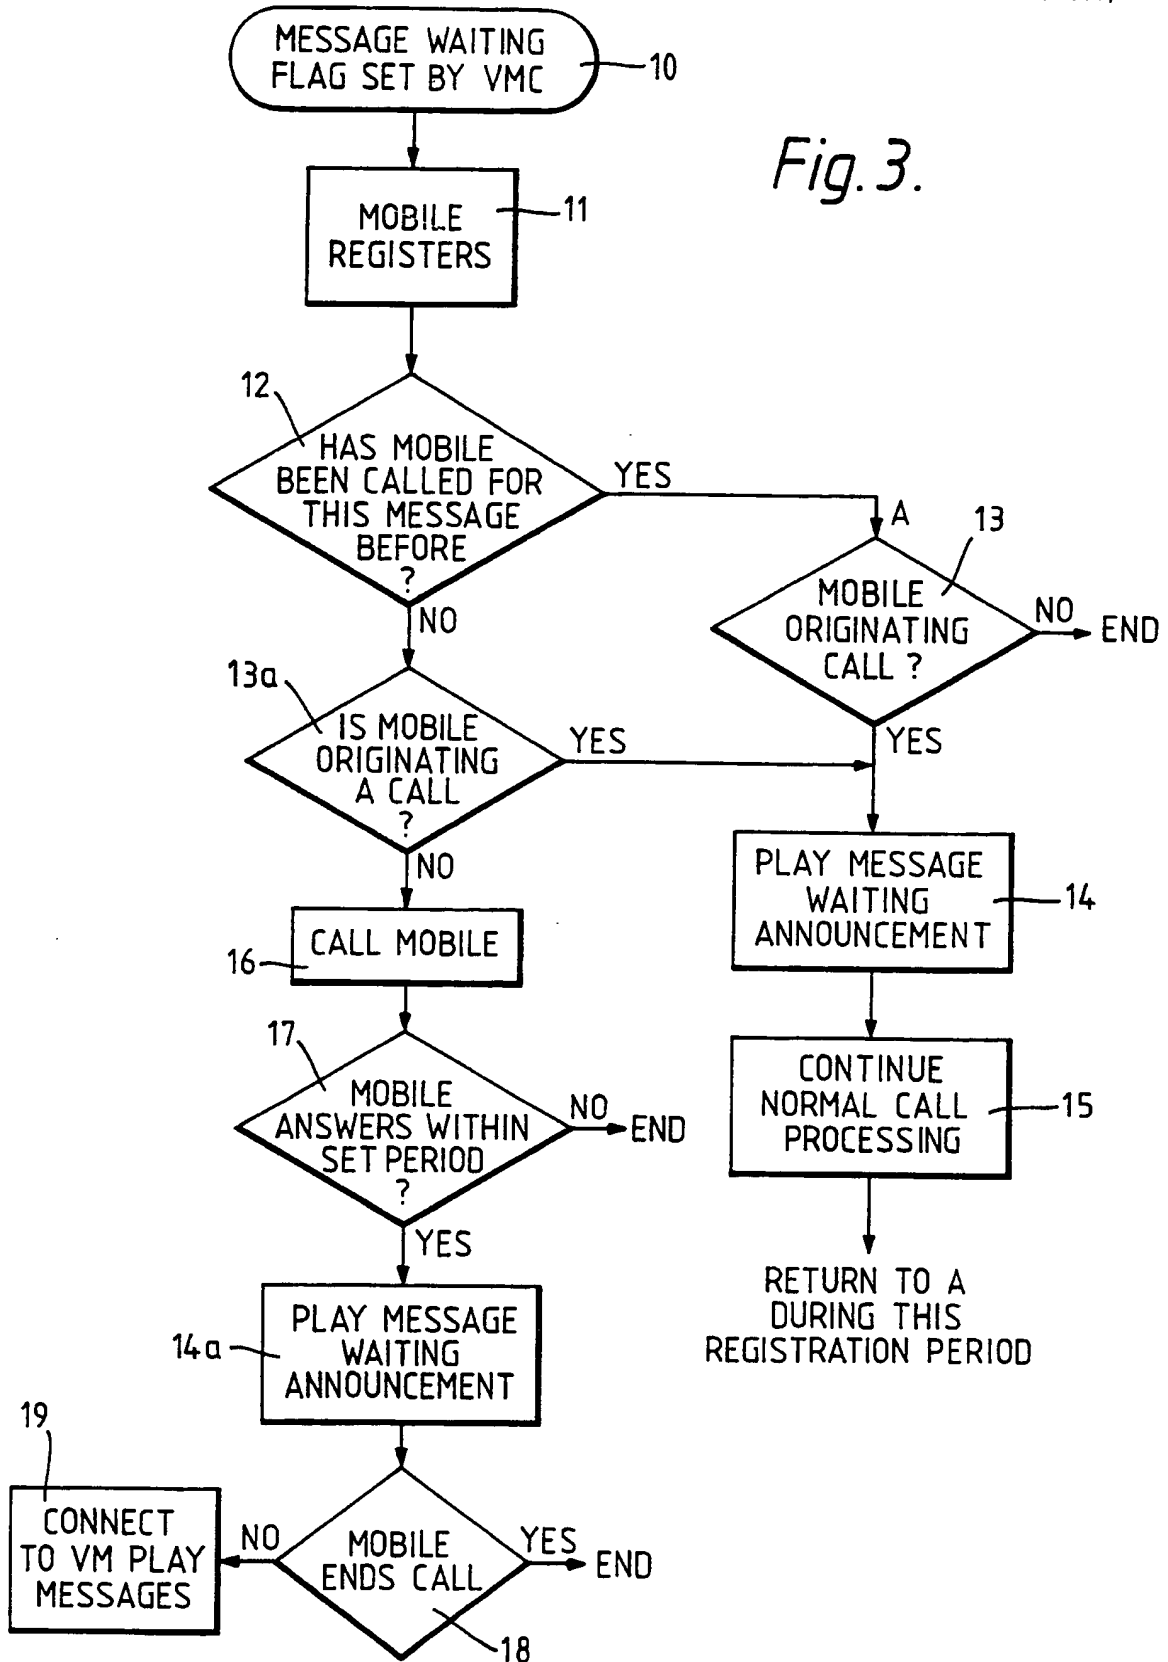 MESSAGE WAITING
FLAG SET BY VMC
10
Fig. 3.
MOBILE
REGISTERS
11
12
HAS MOBILE
BEEN CALLED FOR
THIS MESSAGE
BEFORE
?
YES
A
13
NO
MOBILE
ORIGINATING
CALL ?
NO
END
YES
13a
IS MOBILE
ORIGINATING
A CALL
?
YES
NO
PLAY MESSAGE
WAITING
ANNOUNCEMENT
14
CALL MOBILE
16
17
MOBILE
ANSWERS WITHIN
SET PERIOD
?
NO
END
YES
CONTINUE
NORMAL CALL
PROCESSING
15
RETURN TO A
DURING THIS
REGISTRATION PERIOD
14a
PLAY MESSAGE
WAITING
ANNOUNCEMENT
19
CONNECT
TO VM PLAY
MESSAGES
NO
MOBILE
ENDS CALL
YES
END
18